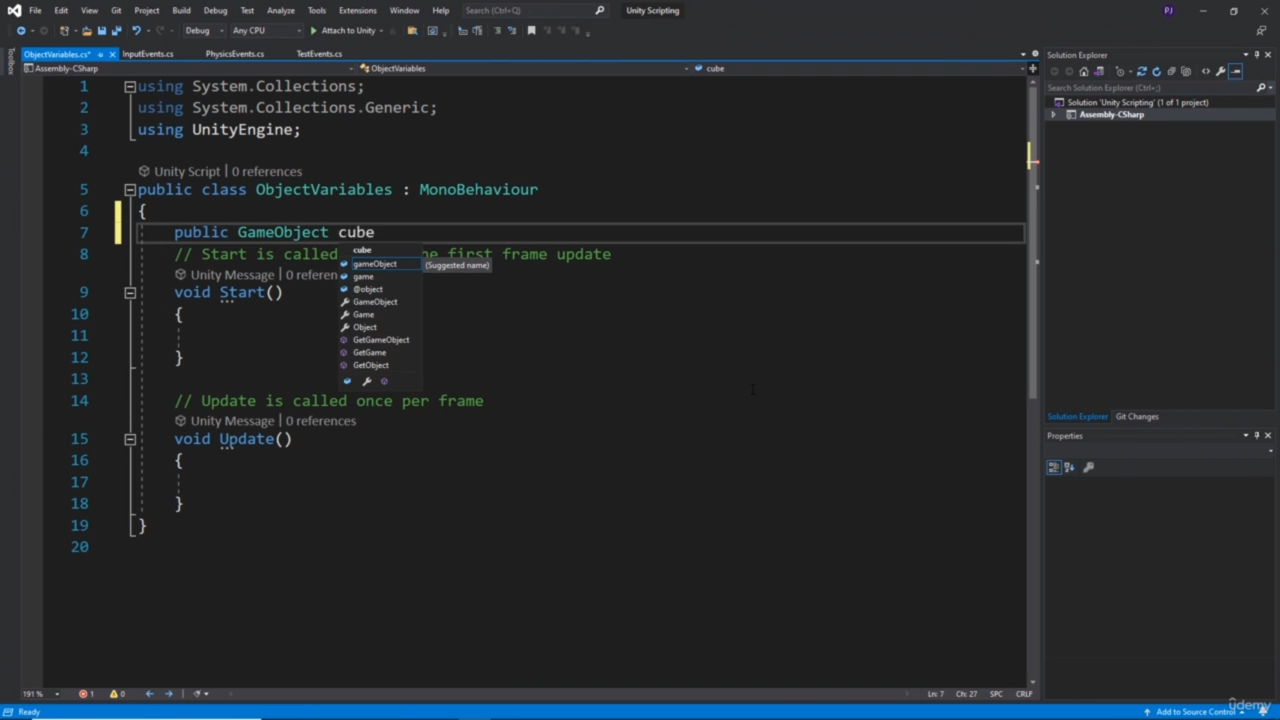 File Edit View Git Project Build Debug Test Analyze Tools Extensions Window Help Search (Ctrl+Q) Unity Scripting PJ
Debug Any CPU Attach to Unity
Toolbox
ObjectVariables.cs* InputEvents.cs PhysicsEvents.cs TestEvents.cs
Assembly-CSharp ObjectVariables cube
1 using System.Collections;
2 using System.Collections.Generic;
3 using UnityEngine;
4
Unity Script | 0 references
5 public class ObjectVariables : MonoBehaviour
6 {
7 public GameObject cube
8 // Start is called e first frame update
Unity Message | 0 referen
9 void Start()
10 {
11
12 }
13
14 // Update is called once per frame
Unity Message | 0 references
15 void Update()
16 {
17
18 }
19 }
20
cube
gameObject (Suggested name)
game
@object
GameObject
Game
Object
GetGameObject
GetGame
GetObject
Solution Explorer
Search Solution Explorer (Ctrl+;)
Solution 'Unity Scripting' (1 of 1 project)
Assembly-CSharp
Solution Explorer Git Changes
Properties
191 % 1 0 Ln: 7 Ch: 27 SPC CRLF
Ready Add to Source Control
udemy